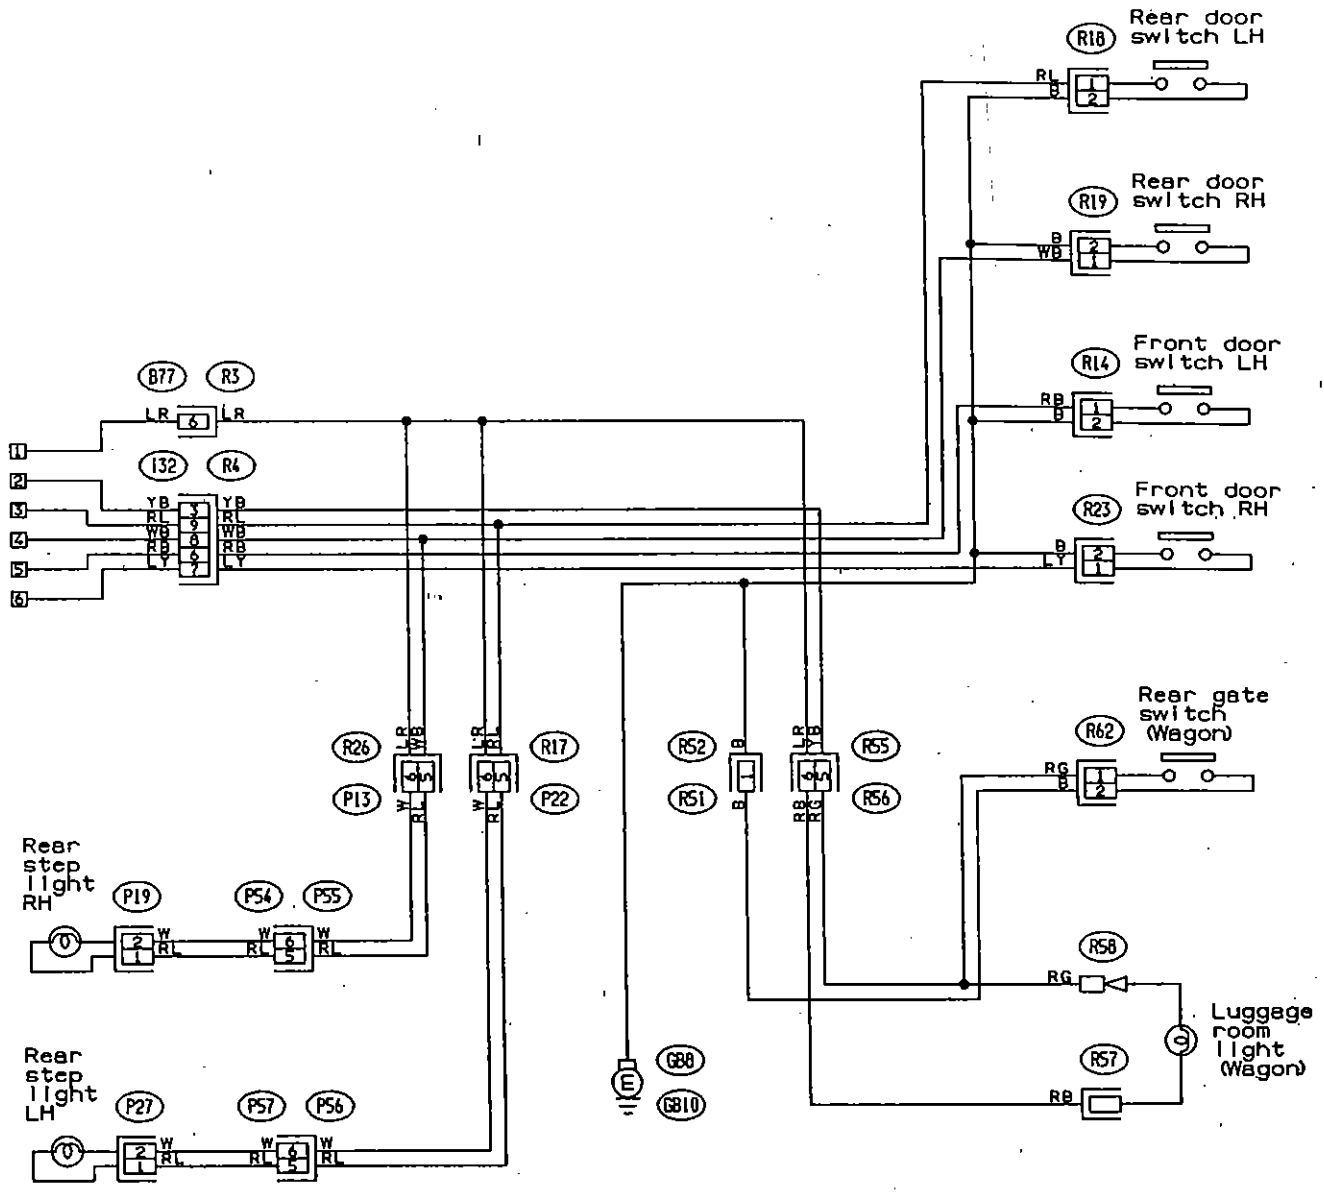 Rear door
switch LH
R18
RL
B
1
2
Rear door
switch RH
R19
B
WB
2
1
Front door
switch LH
R14
RB
B
1
2
B77
R3
LR
6
LR
1
I32
R4
2
3
4
5
6
YB
3
YB
RL
9
RL
WB
8
WB
RB
6
RB
LY
7
LY
Front door
switch RH
R23
B
LY
2
1
R26
LR
WB
6
5
P13
W
RL
LR
RL
R17
6
5
P22
W
RL
R52
B
1
R51
B
LR
YB
R55
6
5
R56
RB
RG
Rear gate
switch
(Wagon)
R62
RG
B
1
2
Rear
step
light
RH
P19
P54
P55
2
1
W
RL
W
RL
6
5
W
RL
R58
RG
Luggage
room
light
(Wagon)
R57
RB
E
GB8
GB10
Rear
step
light
LH
P27
P57
P56
2
1
W
RL
W
RL
6
5
W
RL